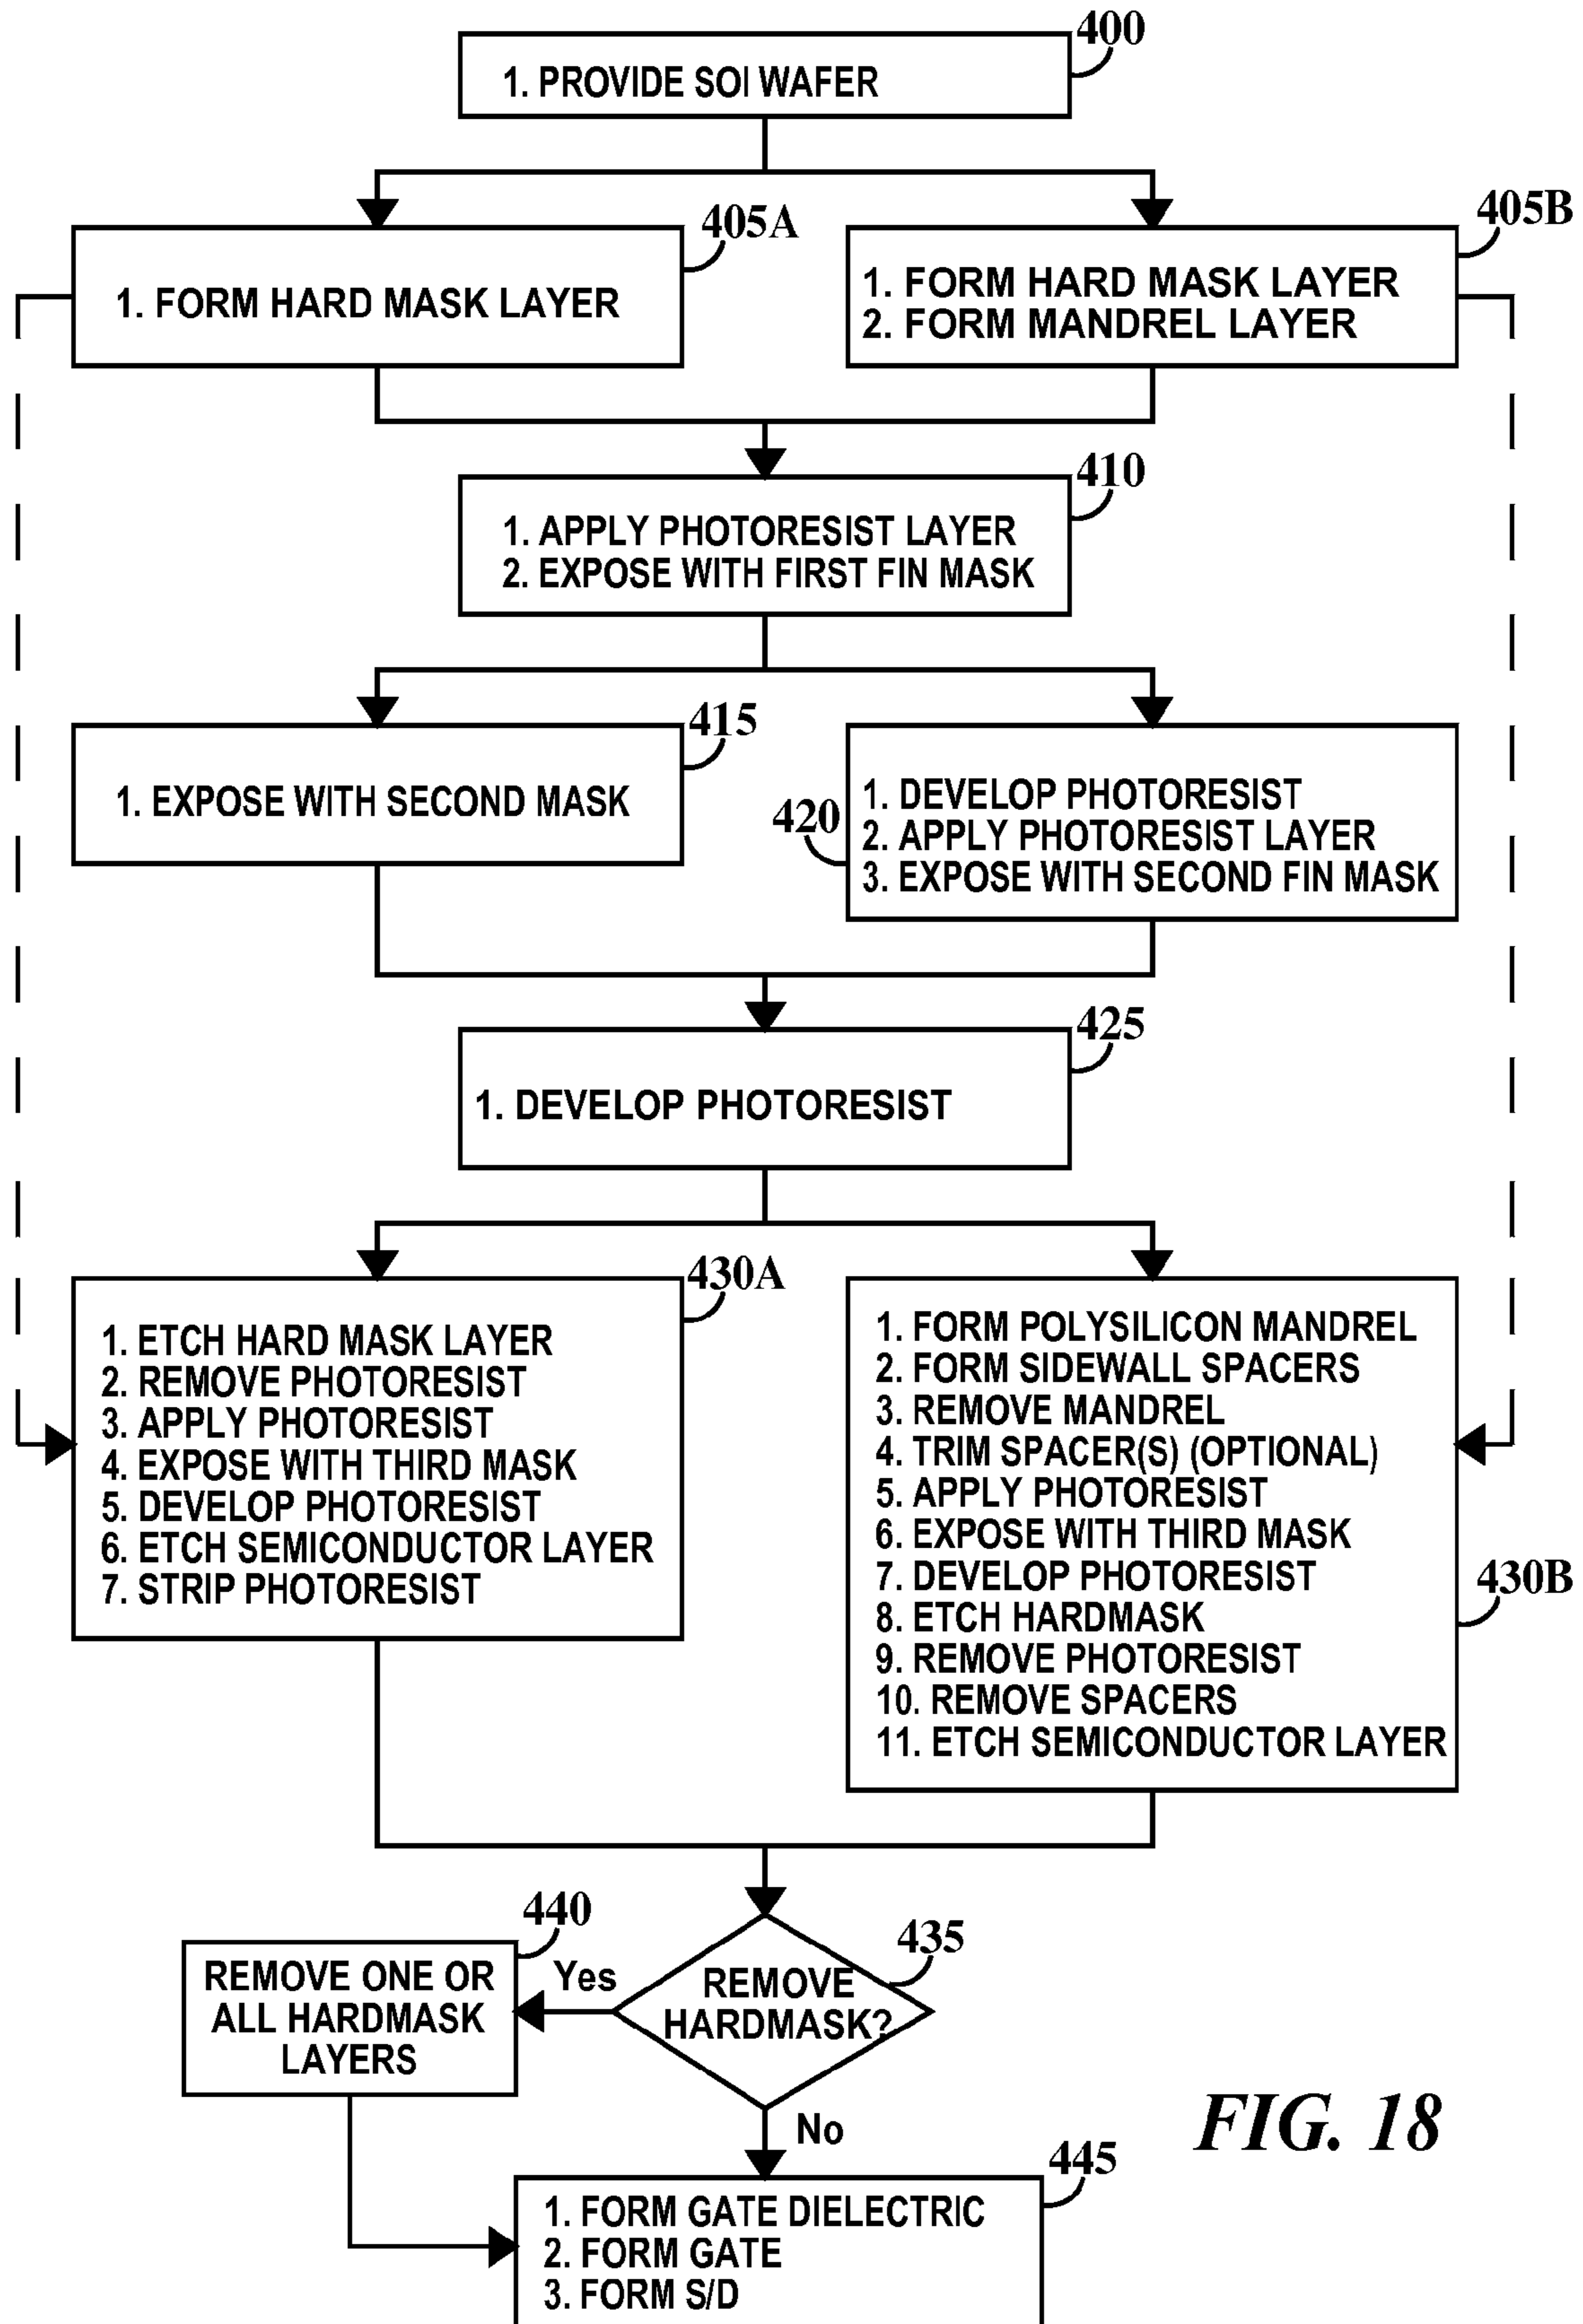 400
1. PROVIDE SOI WAFER
405A
1. FORM HARD MASK LAYER
405B
1. FORM HARD MASK LAYER
2. FORM MANDREL LAYER
410
1. APPLY PHOTORESIST LAYER
2. EXPOSE WITH FIRST FIN MASK
415
1. EXPOSE WITH SECOND MASK
420
1. DEVELOP PHOTORESIST
2. APPLY PHOTORESIST LAYER
3. EXPOSE WITH SECOND FIN MASK
425
1. DEVELOP PHOTORESIST
430A
1. ETCH HARD MASK LAYER
2. REMOVE PHOTORESIST
3. APPLY PHOTORESIST
4. EXPOSE WITH THIRD MASK
5. DEVELOP PHOTORESIST
6. ETCH SEMICONDUCTOR LAYER
7. STRIP PHOTORESIST
1. FORM POLYSILICON MANDREL
2. FORM SIDEWALL SPACERS
3. REMOVE MANDREL
4. TRIM SPACER(S) (OPTIONAL)
5. APPLY PHOTORESIST
6. EXPOSE WITH THIRD MASK
7. DEVELOP PHOTORESIST
8. ETCH HARDMASK
9. REMOVE PHOTORESIST
10. REMOVE SPACERS
11. ETCH SEMICONDUCTOR LAYER
430B
440
REMOVE ONE OR
ALL HARDMASK
LAYERS
Yes
435
REMOVE
HARDMASK?
No
445
1. FORM GATE DIELECTRIC
2. FORM GATE
3. FORM S/D
FIG. 18